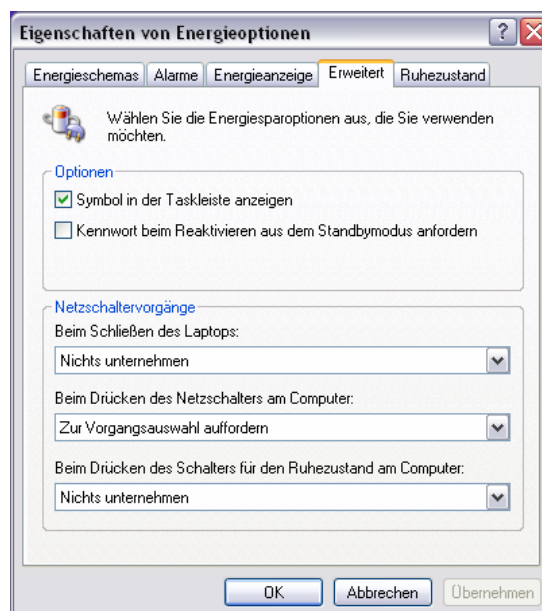 Eigenschaften von Energieoptionen
Energieschemas Alarme Energieanzeige Erweitert Ruhezustand
Wählen Sie die Energiesparoptionen aus, die Sie verwenden
möchten.
Optionen
Symbol in der Taskleiste anzeigen
Kennwort beim Reaktivieren aus dem Standbymodus anfordern
Netzschaltervorgänge
Beim Schließen des Laptops:
Nichts unternehmen
Beim Drücken des Netzschalters am Computer:
Zur Vorgangsauswahl auffordern
Beim Drücken des Schalters für den Ruhezustand am Computer:
Nichts unternehmen
OK Abbrechen Übernehmen